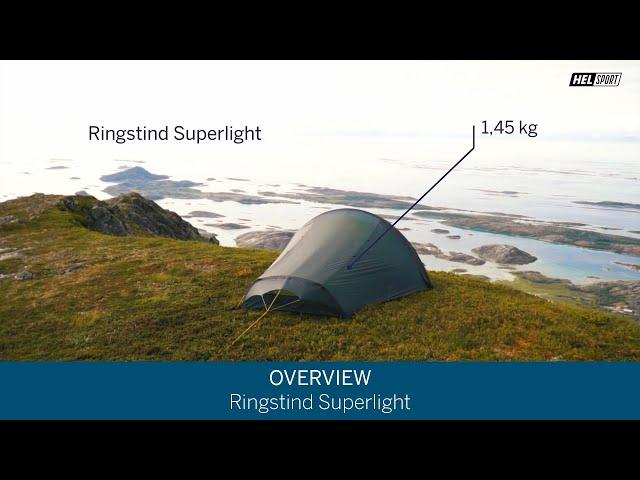 HELSPORT
Ringstind Superlight
1,45 kg
OVERVIEW
Ringstind Superlight